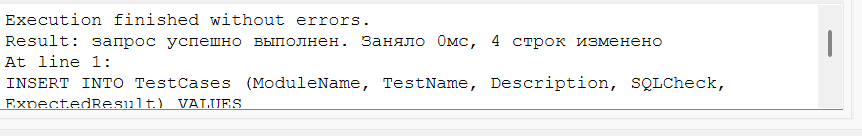 Execution finished without errors.
Result: запрос успешно выполнен. Заняло 0мс, 4 строк изменено
At line 1:
INSERT INTO TestCases (ModuleName, TestName, Description, SQLCheck,
ExpectedResult) VALUES